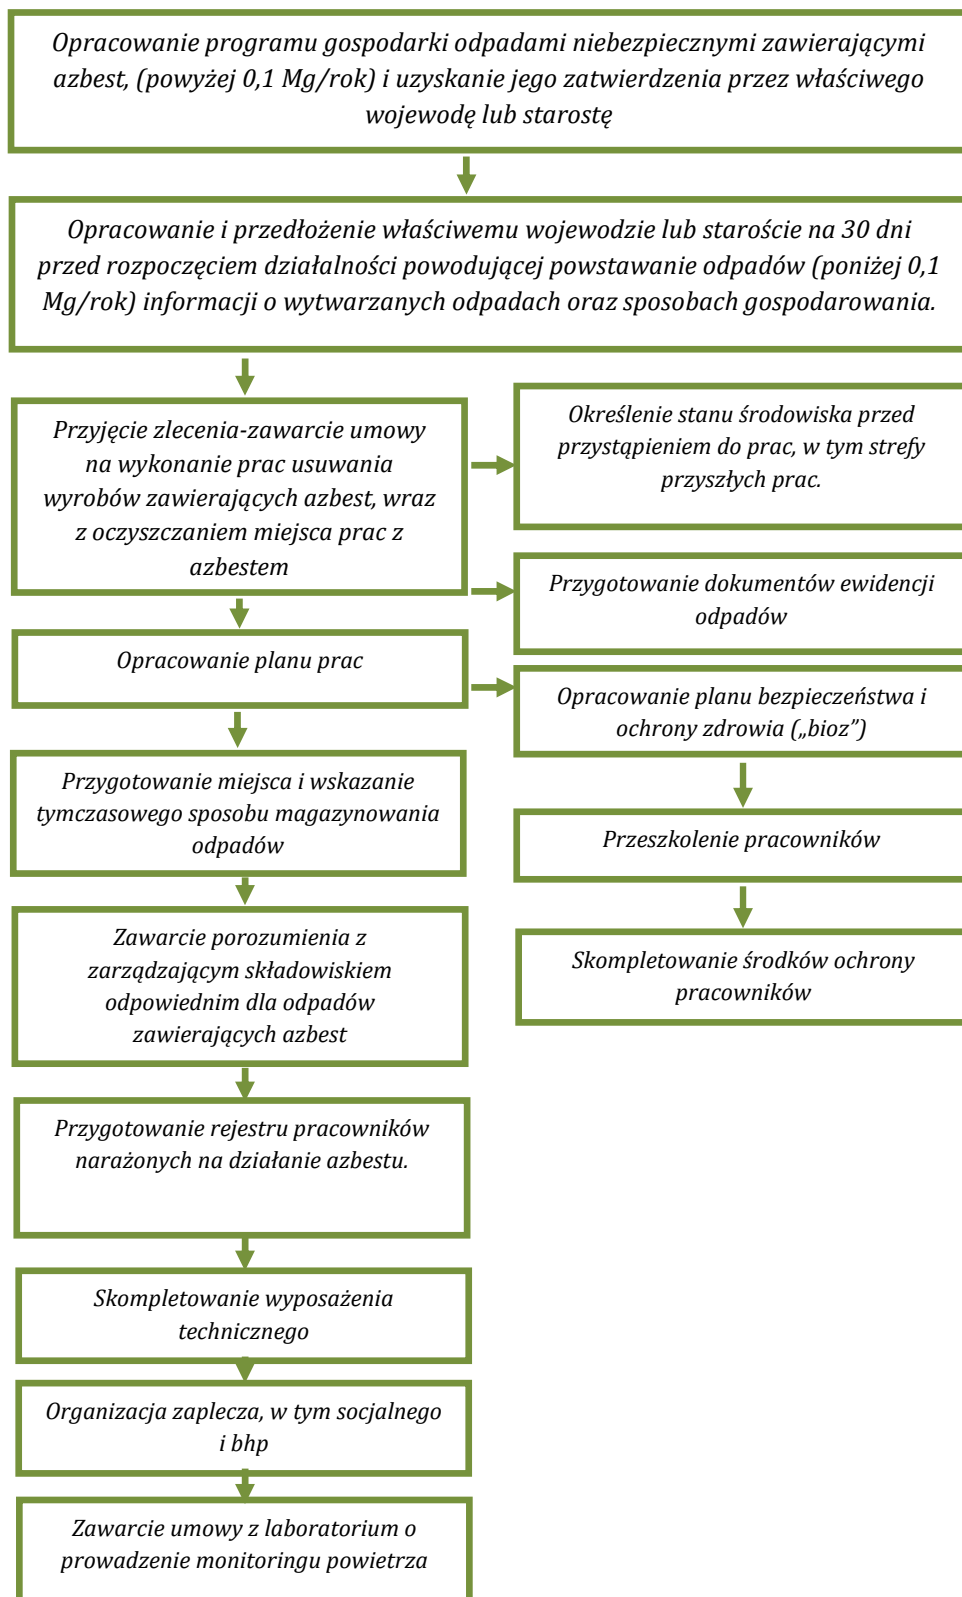 Opracowanie programu gospodarki odpadami niebezpiecznymi zawierającymi
azbest, (powyżej 0,1 Mg/rok) i uzyskanie jego zatwierdzenia przez właściwego
wojewodę lub starostę
Opracowanie i przedłożenie właściwemu wojewodzie lub staroście na 30 dni
przed rozpoczęciem działalności powodującej powstawanie odpadów (poniżej 0,1
Mg/rok) informacji o wytwarzanych odpadach oraz sposobach gospodarowania.
Przyjęcie zlecenia-zawarcie umowy
na wykonanie prac usuwania
wyrobów zawierających azbest, wraz
z oczyszczaniem miejsca prac z
azbestem
Określenie stanu środowiska przed
przystąpieniem do prac, w tym strefy
przyszłych prac.
Przygotowanie dokumentów ewidencji
odpadów
Opracowanie planu prac
Opracowanie planu bezpieczeństwa i
ochrony zdrowia („bioz”)
Przygotowanie miejsca i wskazanie
tymczasowego sposobu magazynowania
odpadów
Przeszkolenie pracowników
Zawarcie porozumienia z
zarządzającym składowiskiem
odpowiednim dla odpadów
zawierających azbest
Skompletowanie środków ochrony
pracowników
Przygotowanie rejestru pracowników
narażonych na działanie azbestu.
Skompletowanie wyposażenia
technicznego
Organizacja zaplecza, w tym socjalnego
i bhp
Zawarcie umowy z laboratorium o
prowadzenie monitoringu powietrza